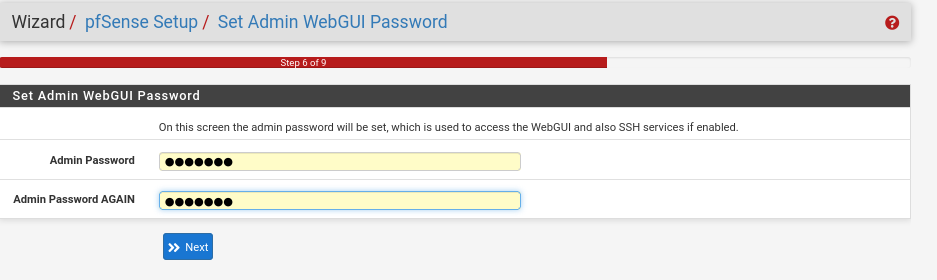 Wizard / pfSense Setup / Set Admin WebGUI Password
Step 6 of 9
Set Admin WebGUI Password
On this screen the admin password will be set, which is used to access the WebGUI and also SSH services if enabled.
Admin Password ●●●●●●●
Admin Password AGAIN ●●●●●●●
Next